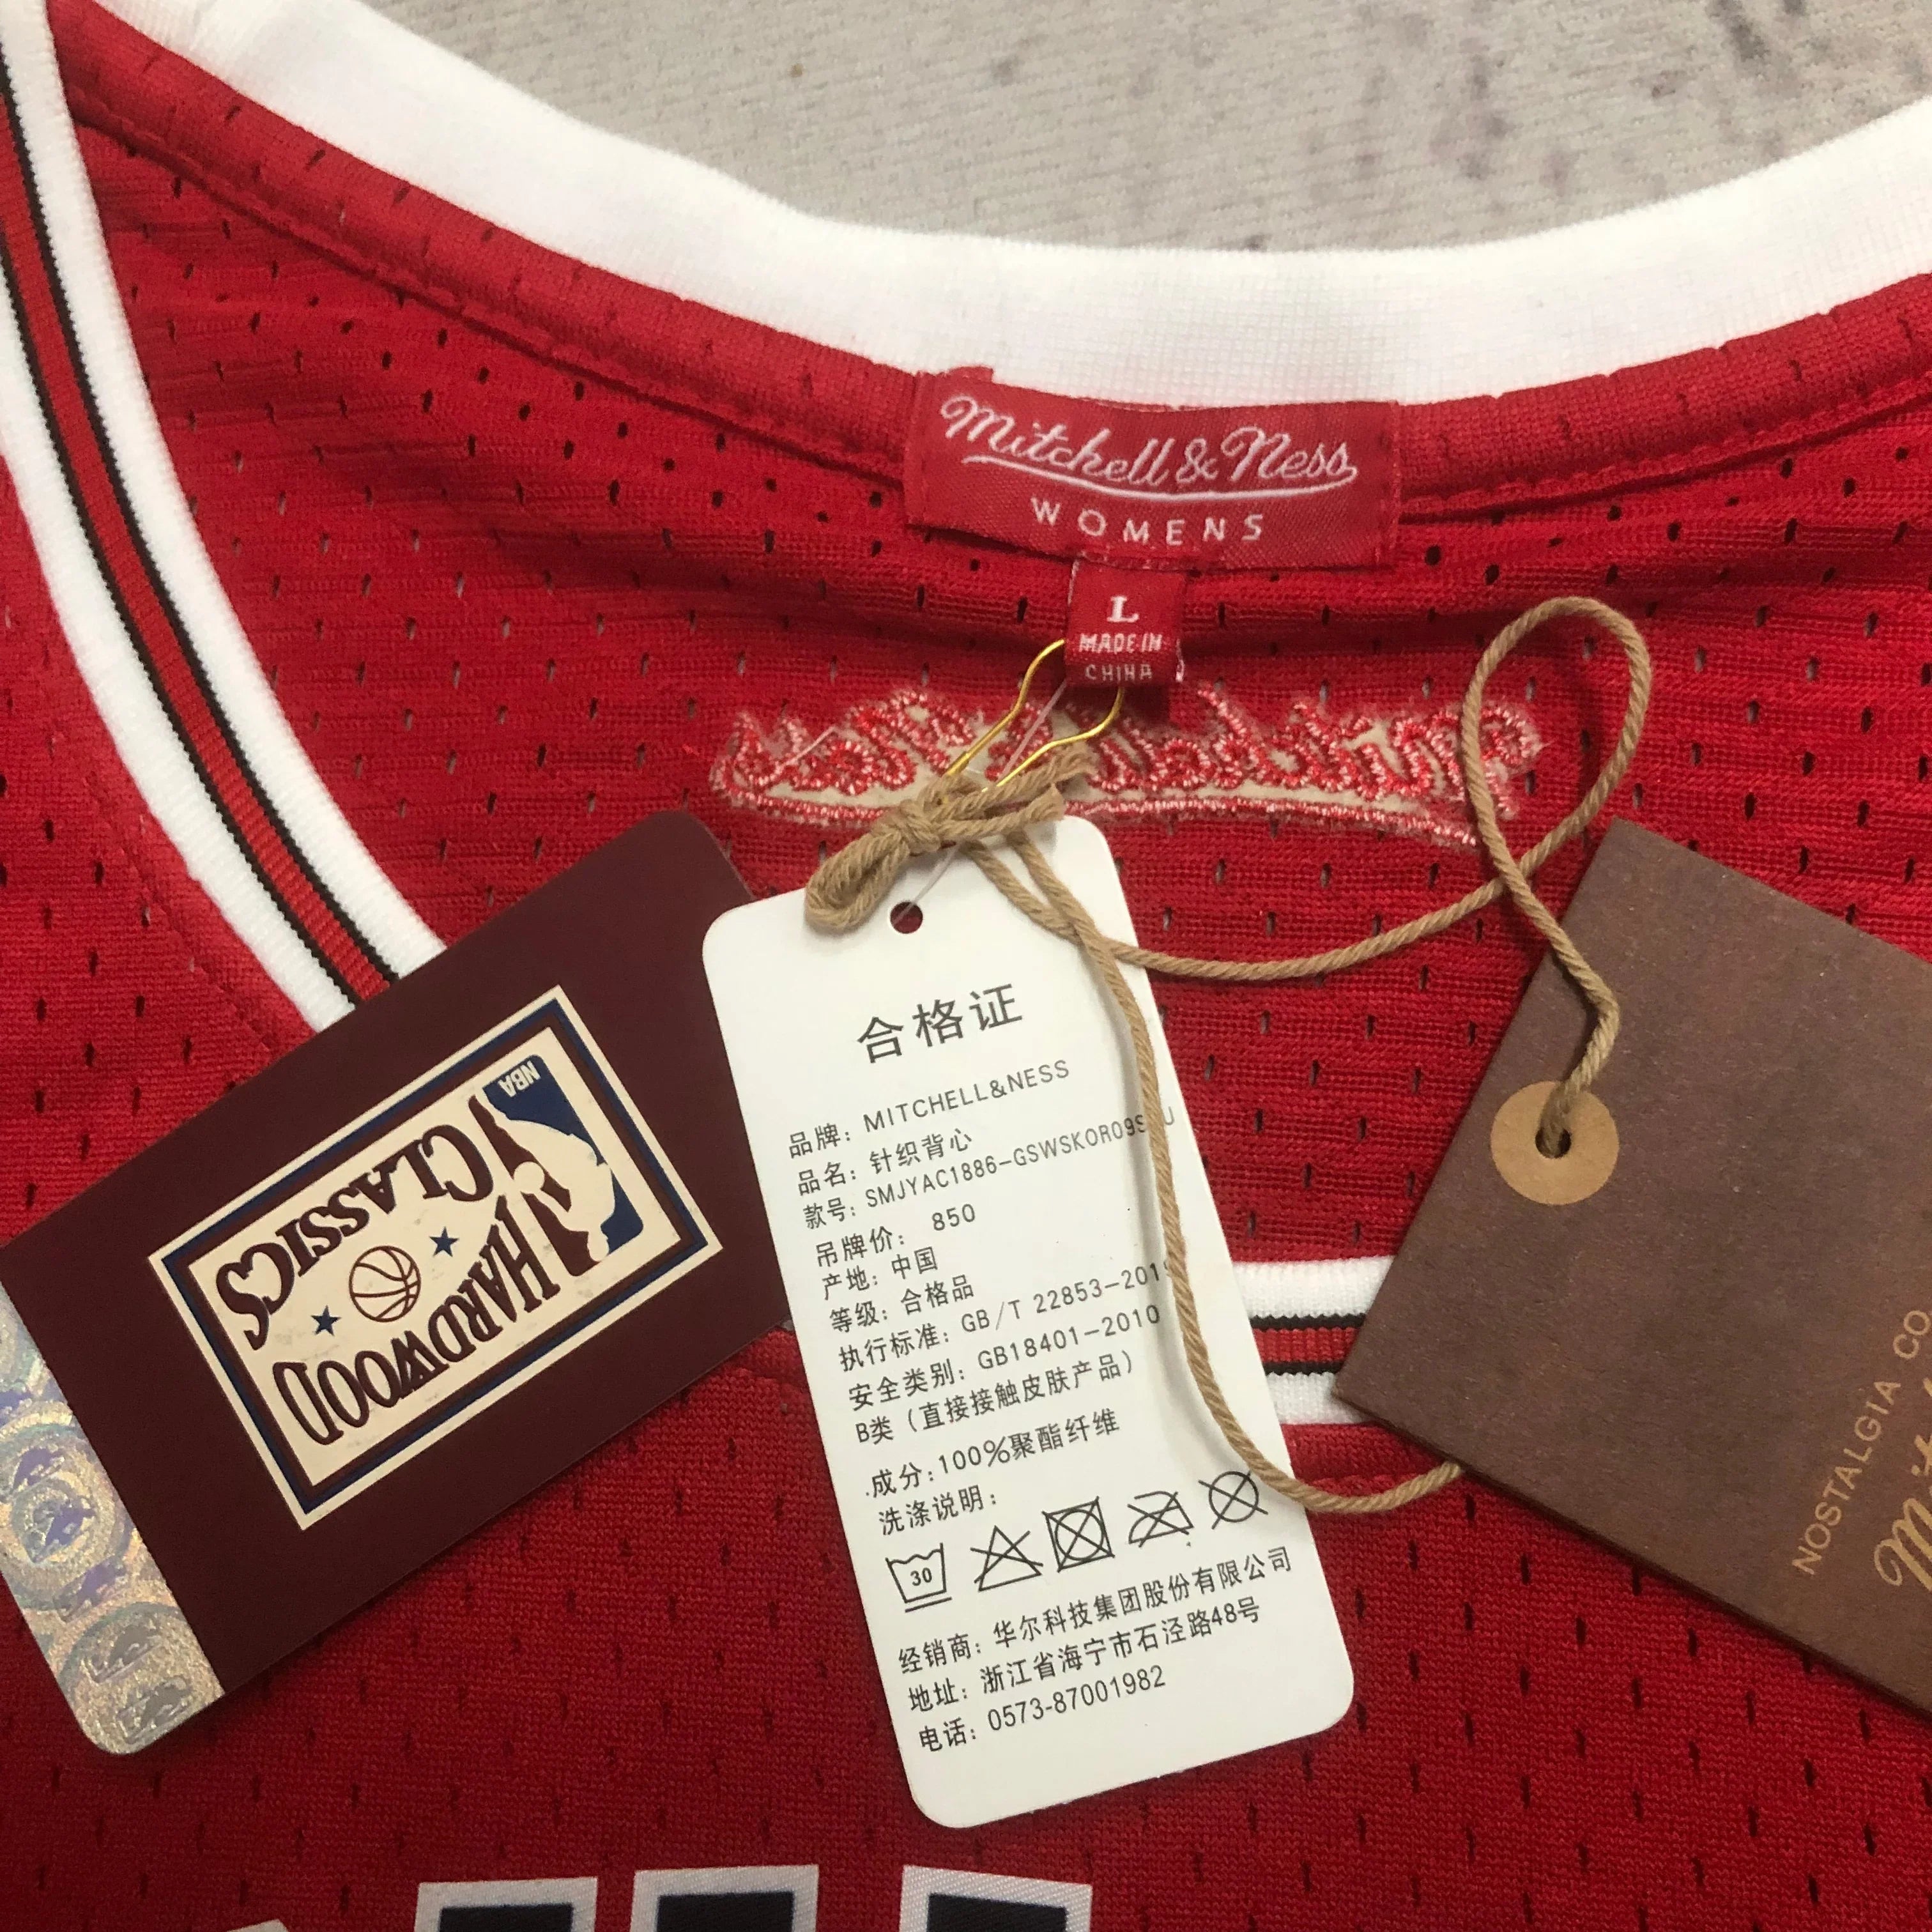 Mitchell & Ness
WOMENS
L
MADE IN
CHINA
NBA
HARDWOOD
CLASSICS
合格证
品牌：MITCHELL&NESS
品名：针织背心
款号：SMJYAC1886-GSWSKOR09S
吊牌价： 850
产地：中国
等级：合格品
执行标准：GB/T 22853-2019
安全类别：GB18401-2010
B类（直接接触皮肤产品）
成分:100%聚酯纤维
洗涤说明：
30
经销商：华尔科技集团股份有限公司
地址：浙江省海宁市石泾路48号
电话：0573-87001982
NOSTALGIA CO